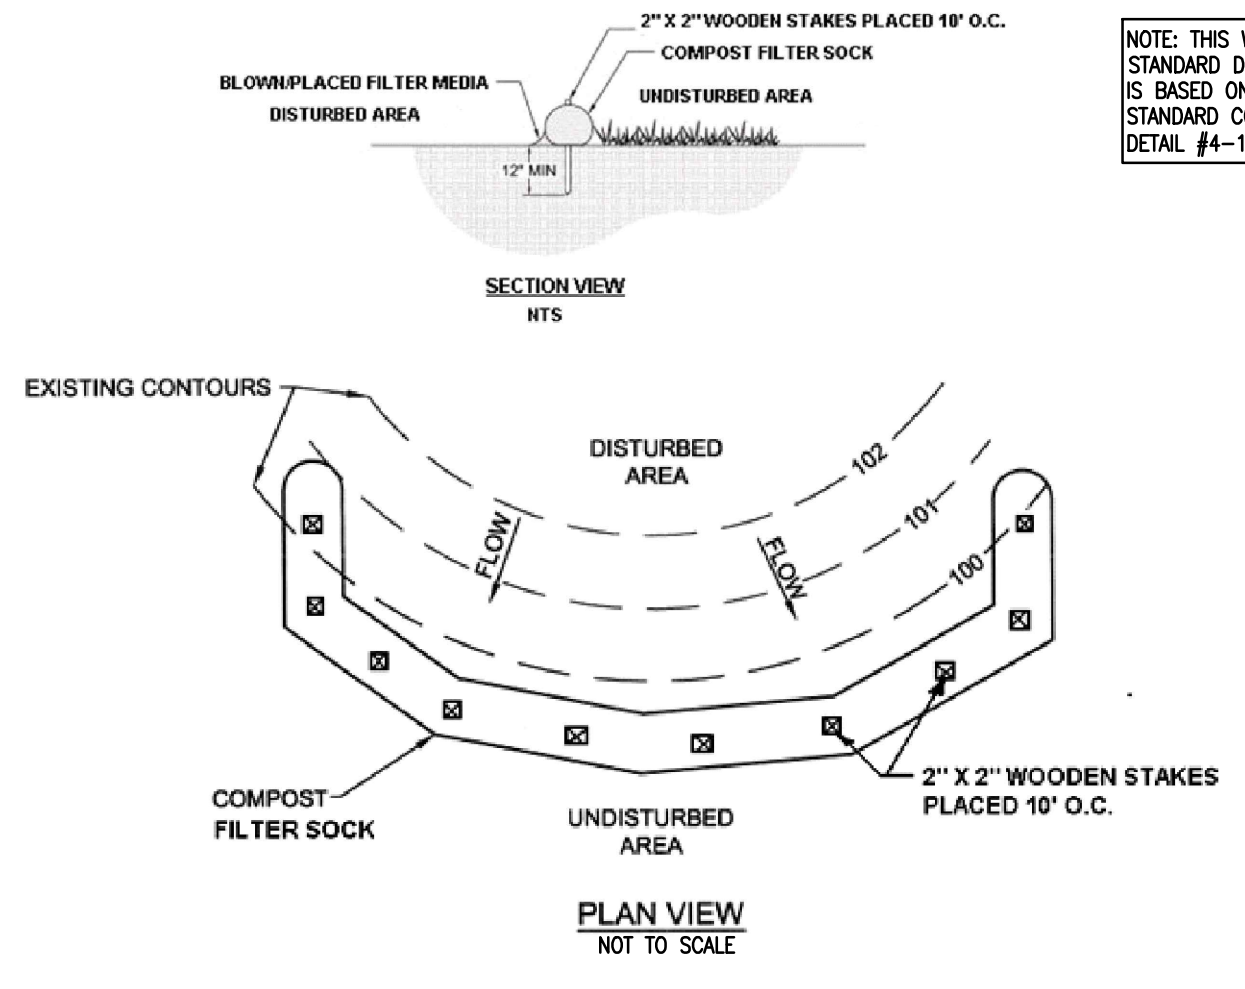 2" X 2" WOODEN STAKES PLACED 10' O.C.
COMPOST FILTER SOCK
BLOWN/PLACED FILTER MEDIA
DISTURBED AREA
UNDISTURBED AREA
12" MIN
SECTION VIEW
NTS
NOTE: THIS
STANDARD
IS BASED ON
STANDARD
DETAIL #4-1
EXISTING CONTOURS
DISTURBED
AREA
102
101
100
FLOW
FLOW
2" X 2" WOODEN STAKES
PLACED 10' O.C.
COMPOST
FILTER SOCK
UNDISTURBED
AREA
PLAN VIEW
NOT TO SCALE